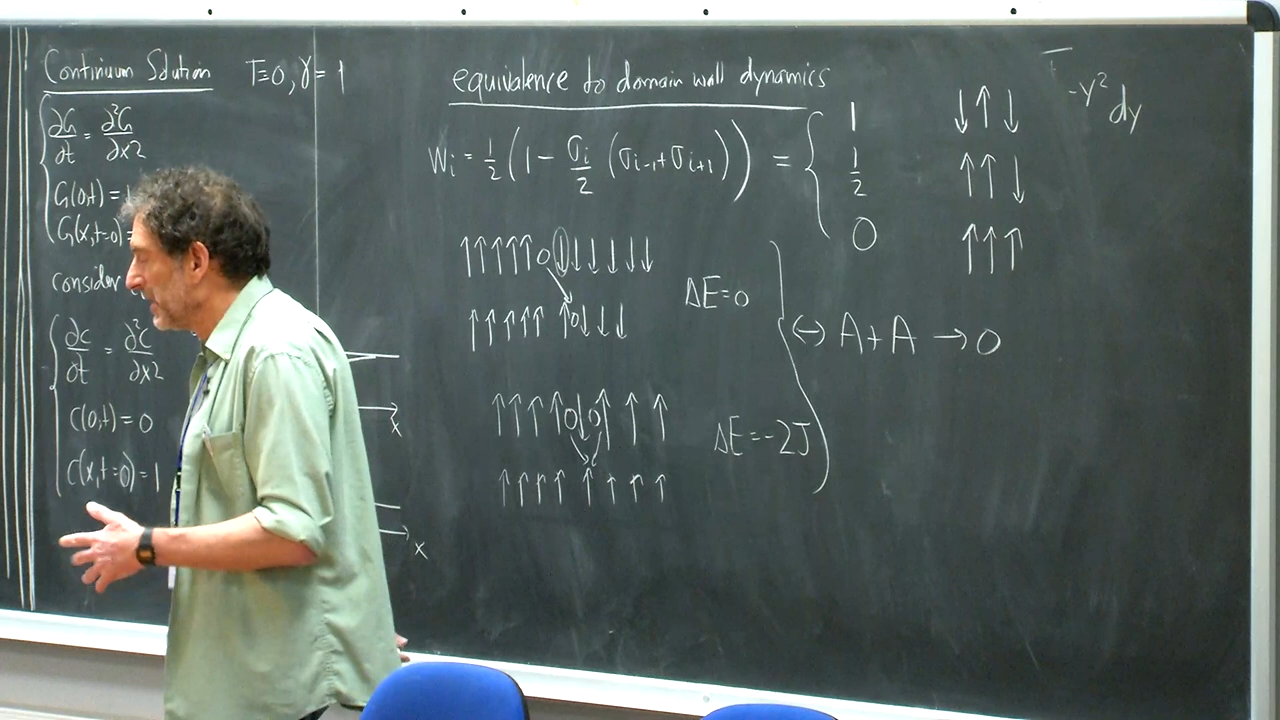 Continuum Solution T=0, γ=1
∂G/∂t = ∂²G/∂x2
G(0,t)=1
G(x,t=0)=
consider
∂c/∂t = ∂²c/∂x2
C(0,t)=0
C(x,t=0)=1
x
x
equivalence to domain wall dynamics
Wi = 1/2 (1 - σi/2 (σi-1+σi+1)) = { 1 ↓↑↓
1/2 ↑↑↓
0 ↑↑↑
↑↑↑↑↑0↓↓↓↓↓↓
↑↑↑↑↑ ↑0↓↓↓
ΔE=0
↔ A+A → 0
↑↑↑↑0↓0↑↑↑
ΔE=-2J
↑↑↑↑ ↑↑↑↑
-y² dy